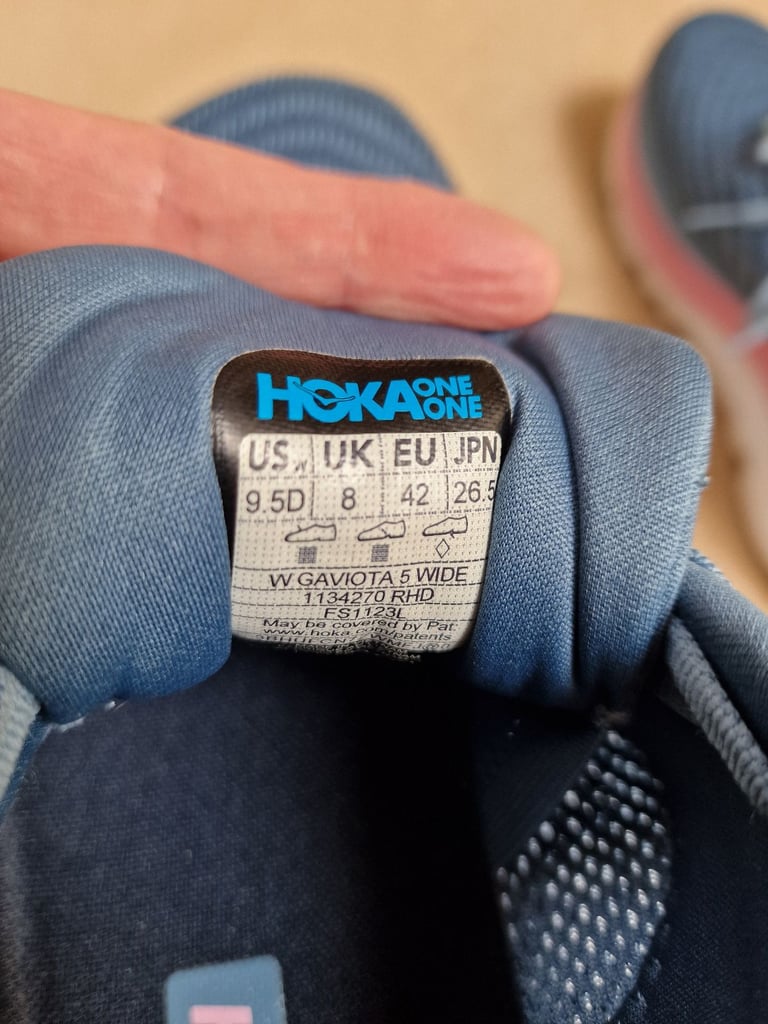 HOKA ONE ONE
USw UK EU JPN
9.5D 8 42 26.5
W GAVIOTA 5 WIDE
1134270 RHD
FS1123L
May be covered by Pat.
www.hoka.com/patents